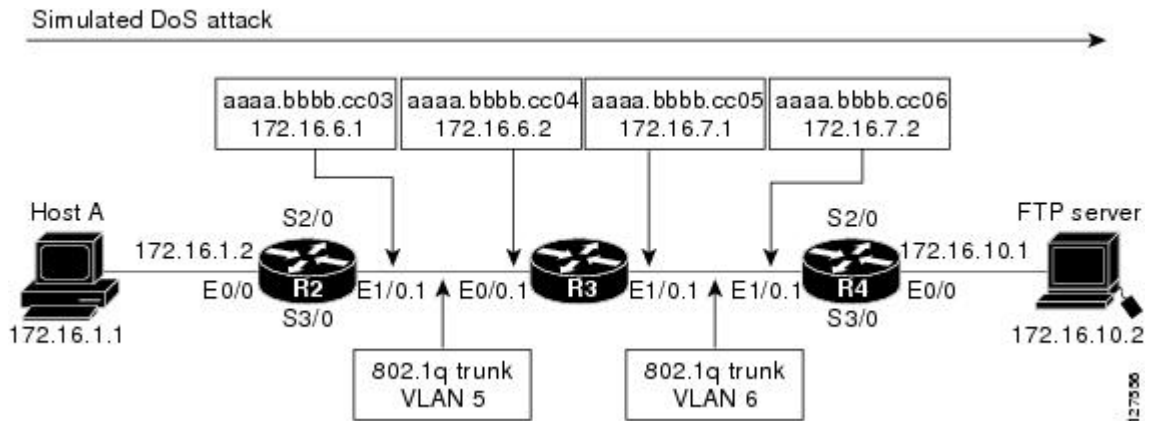 Simulated DoS attack
aaaa.bbbb.cc03
172.16.6.1
aaaa.bbbb.cc04
172.16.6.2
aaaa.bbbb.cc05
172.16.7.1
aaaa.bbbb.cc06
172.16.7.2
Host A
172.16.1.1
172.16.1.2
E0/0
S2/0
R2
S3/0
E1/0.1
802.1q trunk
VLAN 5
E0/0.1
R3
E1/0.1
802.1q trunk
VLAN 6
E1/0.1
S2/0
R4
S3/0
172.16.10.1
E0/0
FTP server
172.16.10.2
127556